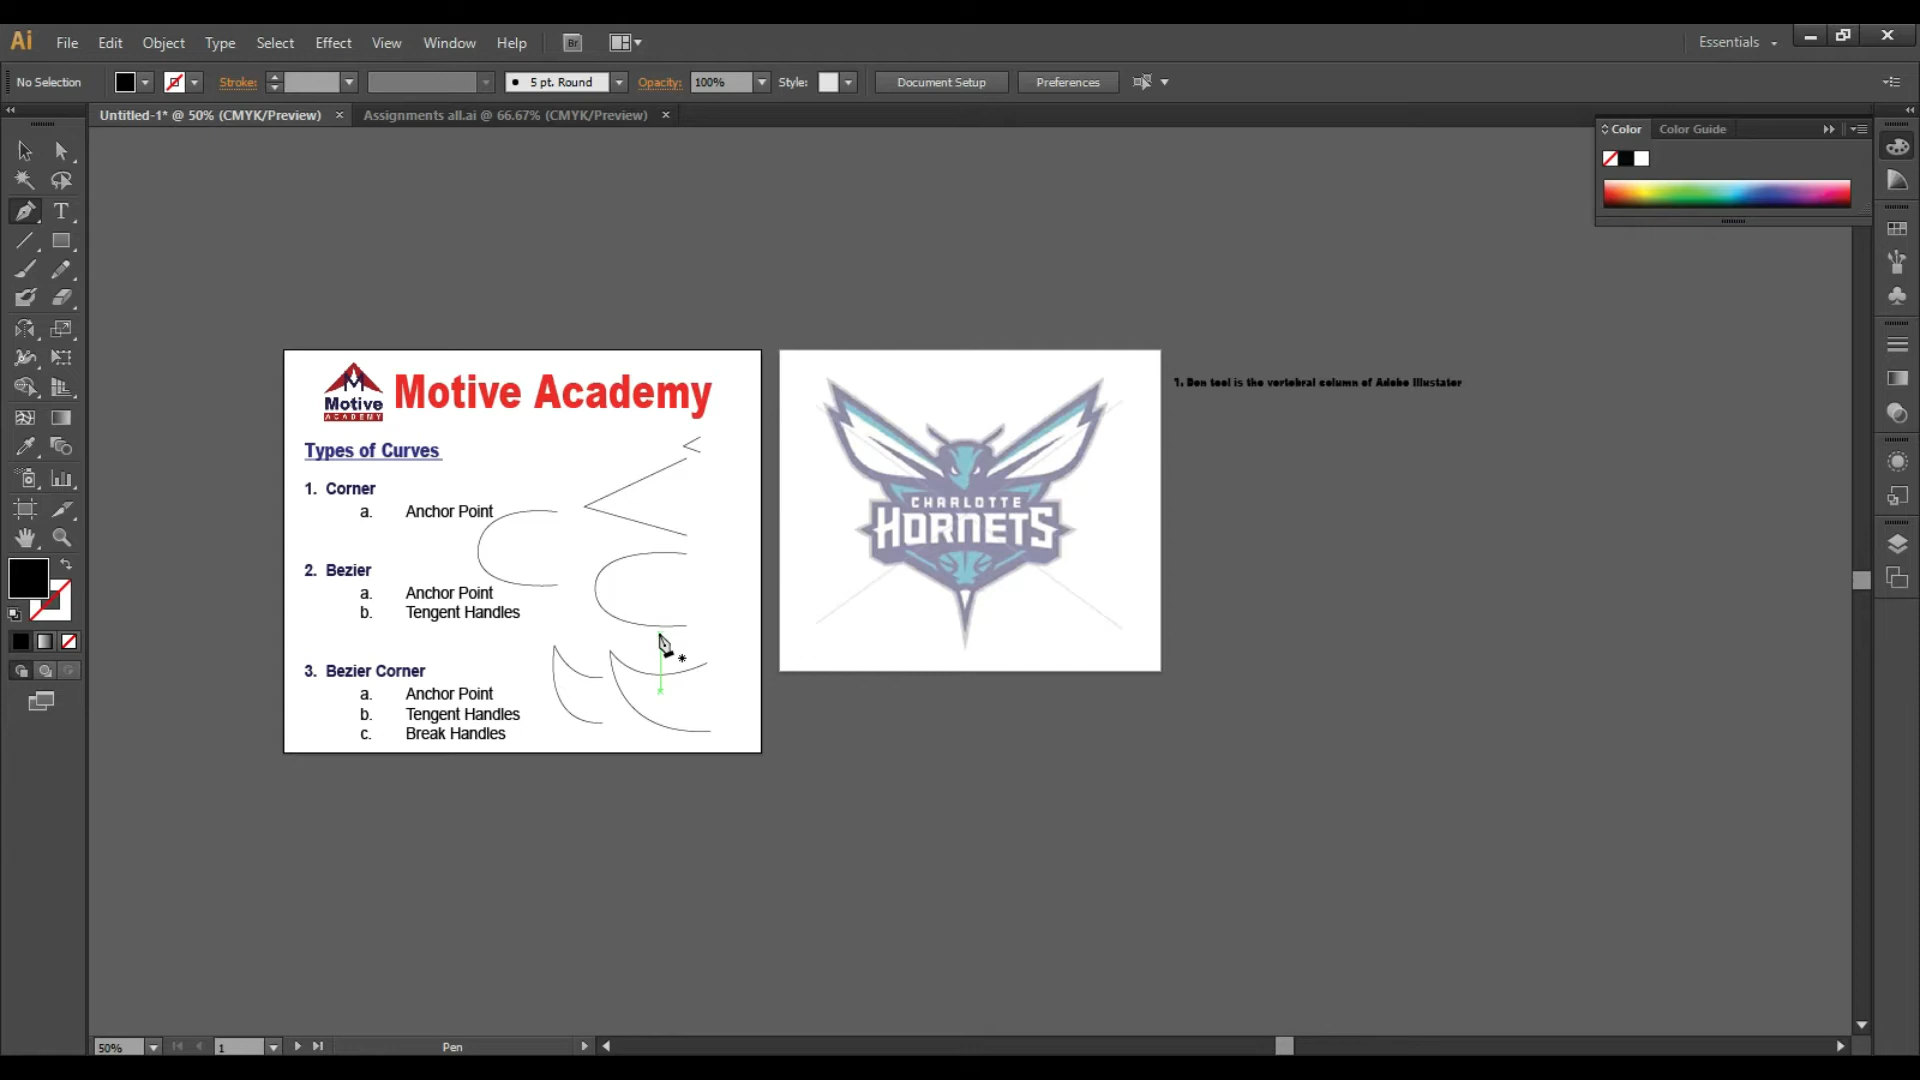 Ai File Edit Object Type Select Effect View Window Help Br Essentials
No Selection Stroke: 5 pt. Round Opacity: 100% Style: Document Setup Preferences
Untitled-1* @ 50% (CMYK/Preview) Assignments all.ai @ 66.67% (CMYK/Preview)
Color Color Guide
Motive
ACADEMY
Motive Academy
Types of Curves
1. Corner
a. Anchor Point
2. Bezier
a. Anchor Point
b. Tengent Handles
3. Bezier Corner
a. Anchor Point
b. Tengent Handles
c. Break Handles
CHARLOTTE
HORNETS
1. Den tool is the vertebral column of Adobe Illustater
50% 1 Pen